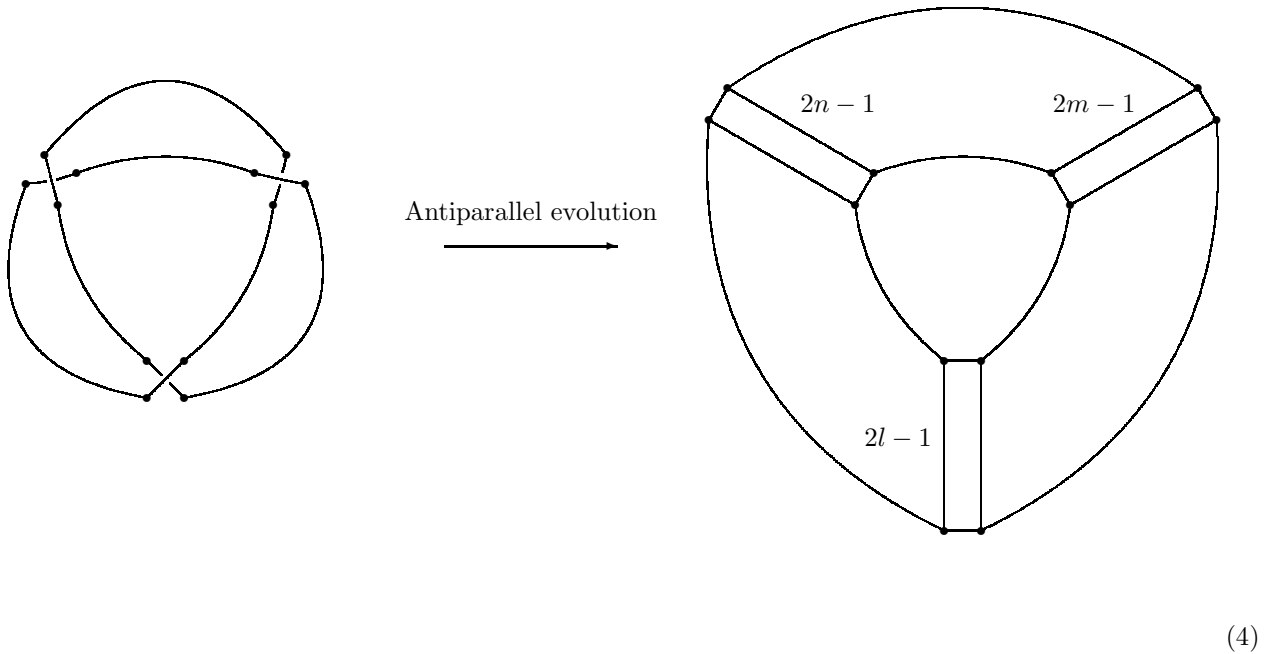 2n − 1
2m − 1
Antiparallel evolution
2l − 1
(4)